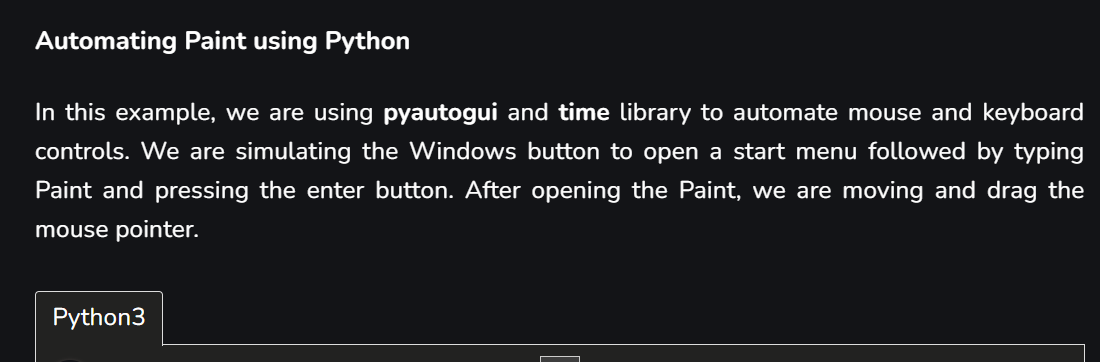 Automating Paint using Python
In this example, we are using pyautogui and time library to automate mouse and keyboard
controls. We are simulating the Windows button to open a start menu followed by typing
Paint and pressing the enter button. After opening the Paint, we are moving and drag the
mouse pointer.
Python3